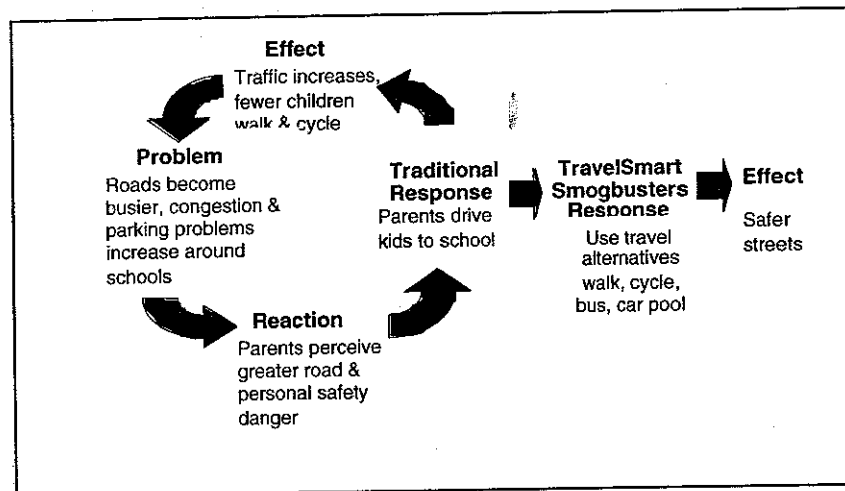 Effect
Traffic increases,
fewer children
walk & cycle
Problem
Roads become
busier, congestion &
parking problems
increase around
schools
Reaction
Parents perceive
greater road &
personal safety
danger
Traditional
Response
Parents drive
kids to school
TravelSmart
Smogbusters
Response
Use travel
alternatives
walk, cycle,
bus, car pool
Effect
Safer
streets